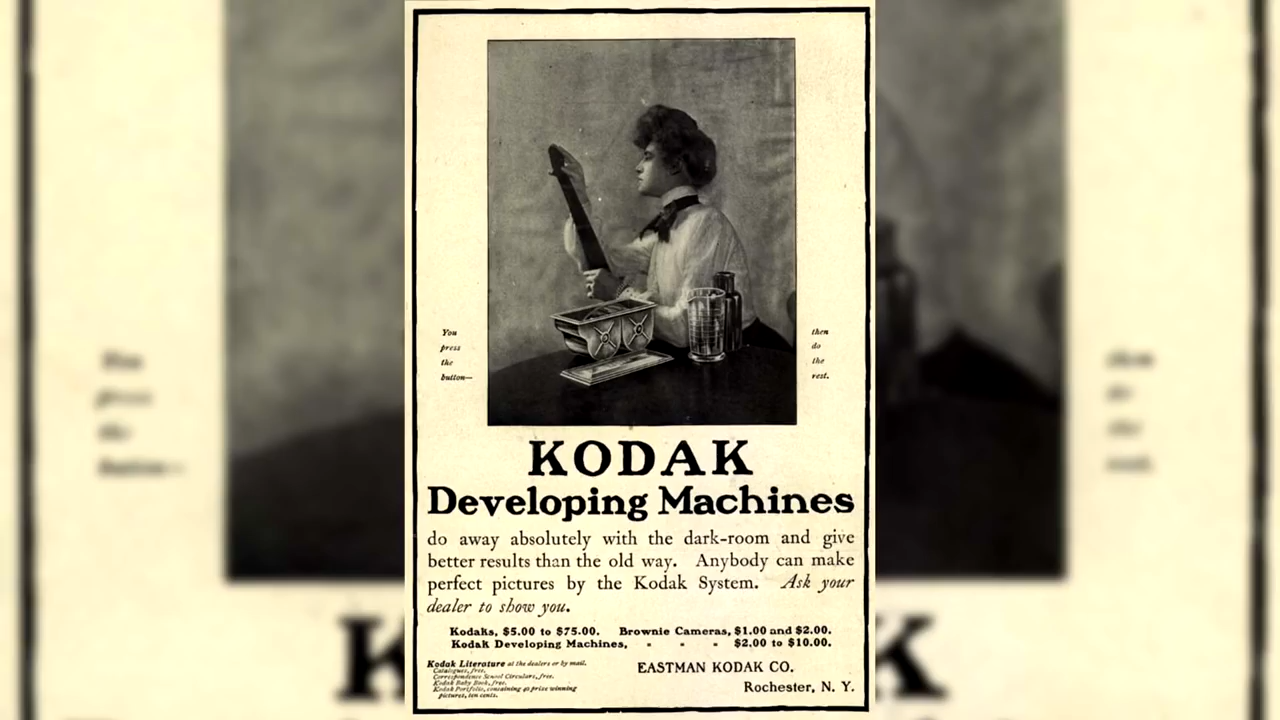 You
press
the
button—
then
do
the
rest.
KODAK
Developing Machines
do away absolutely with the dark-room and give
better results than the old way. Anybody can make
perfect pictures by the Kodak System. Ask your
dealer to show you.
Kodaks, $5.00 to $75.00. Brownie Cameras, $1.00 and $2.00.
Kodak Developing Machines, " " " $2.00 to $10.00.
Kodak Literature at the dealers or by mail.
Catalogues, free.
Correspondence School Circulars, free.
Kodak Baby Book, free.
Kodak Portfolio, containing 40 prize winning
pictures, ten cents.
EASTMAN KODAK CO.
Rochester, N. Y.